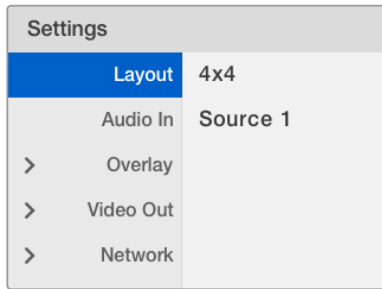 Settings
Layout 4x4
Audio In Source 1
Overlay
Video Out
Network